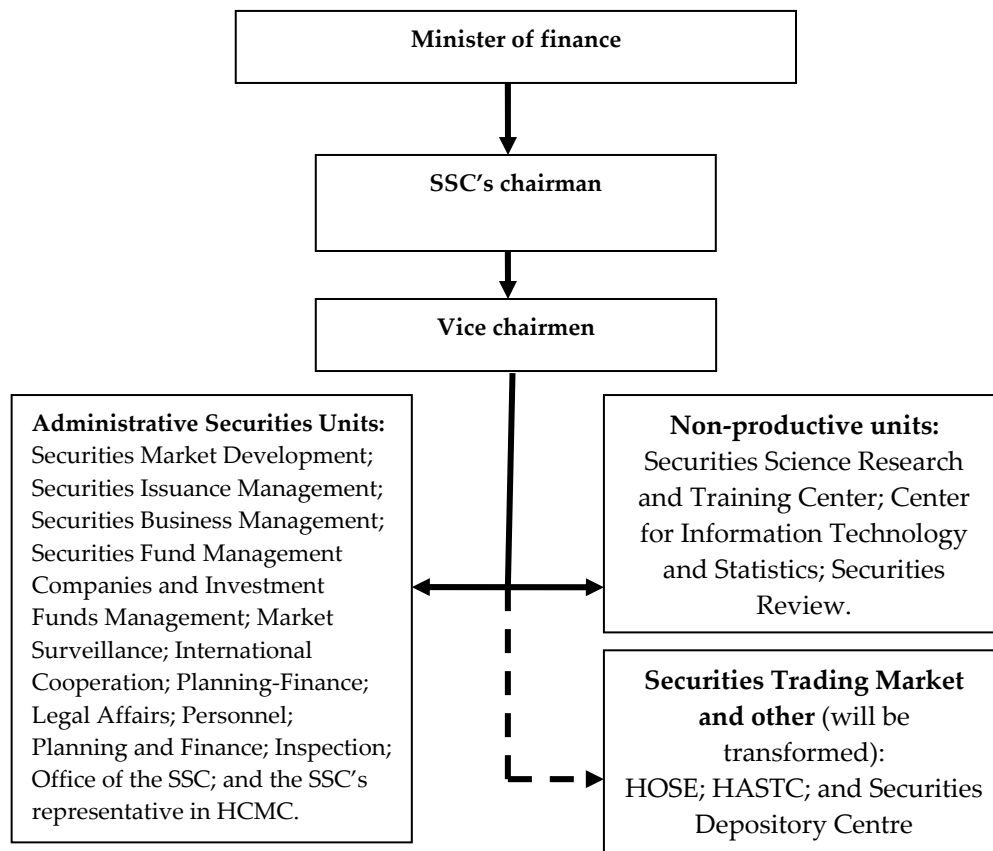 Minister of finance
SSC’s chairman
Vice chairmen
Administrative Securities Units:
Securities Market Development;
Securities Issuance Management;
Securities Business Management;
Securities Fund Management
Companies and Investment
Funds Management; Market
Surveillance; International
Cooperation; Planning-Finance;
Legal Affairs; Personnel;
Planning and Finance; Inspection;
Office of the SSC; and the SSC’s
representative in HCMC.
Non-productive units:
Securities Science Research
and Training Center; Center
for Information Technology
and Statistics; Securities
Review.
Securities Trading Market
and other (will be
transformed):
HOSE; HASTC; and Securities
Depository Centre